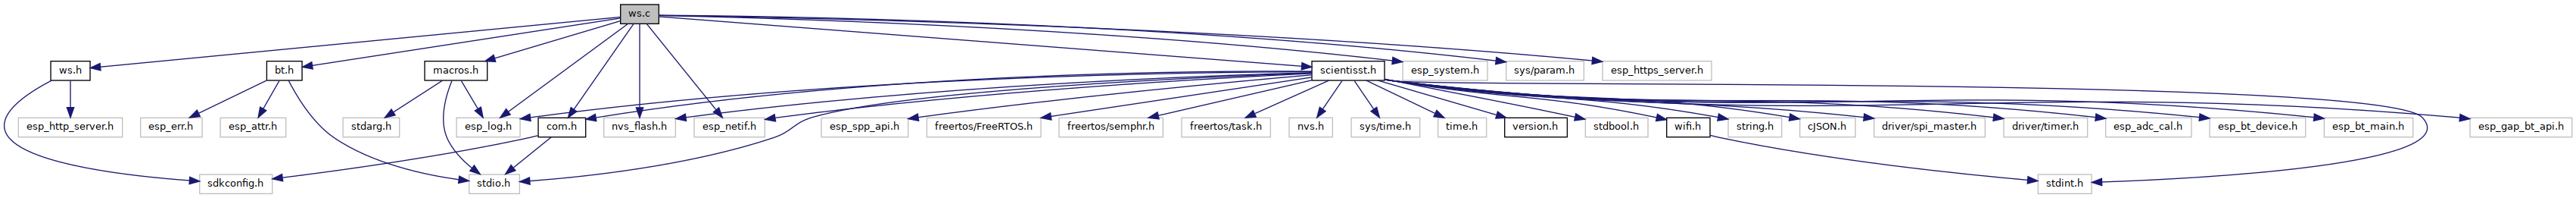 ws.c
ws.h
bt.h
macros.h
scientisst.h
esp_system.h
sys/param.h
esp_https_server.h
esp_http_server.h
esp_err.h
esp_attr.h
stdarg.h
esp_log.h
com.h
nvs_flash.h
esp_netif.h
esp_spp_api.h
freertos/FreeRTOS.h
freertos/semphr.h
freertos/task.h
nvs.h
sys/time.h
time.h
version.h
stdbool.h
wifi.h
string.h
cJSON.h
driver/spi_master.h
driver/timer.h
esp_adc_cal.h
esp_bt_device.h
esp_bt_main.h
esp_gap_bt_api.h
sdkconfig.h
stdio.h
stdint.h